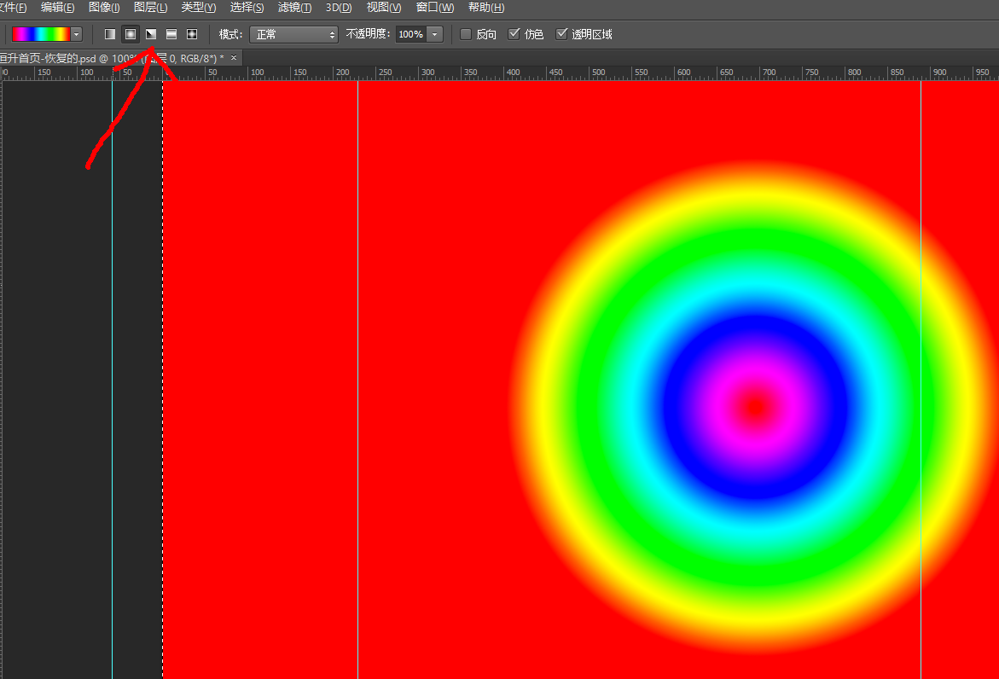 文件(F) 编辑(E) 图像(I) 图层(L) 类型(Y) 选择(S) 滤镜(T) 3D(D) 视图(V) 窗口(W) 帮助(H)
模式: 正常 不透明度: 100% 反向 仿色 透明区域
恒升首页-恢复的.psd @ 100% (图层 0, RGB/8*) * ×
150 100 50 0 50 100 150 200 250 300 350 400 450 500 550 600 650 700 750 800 850 900 950